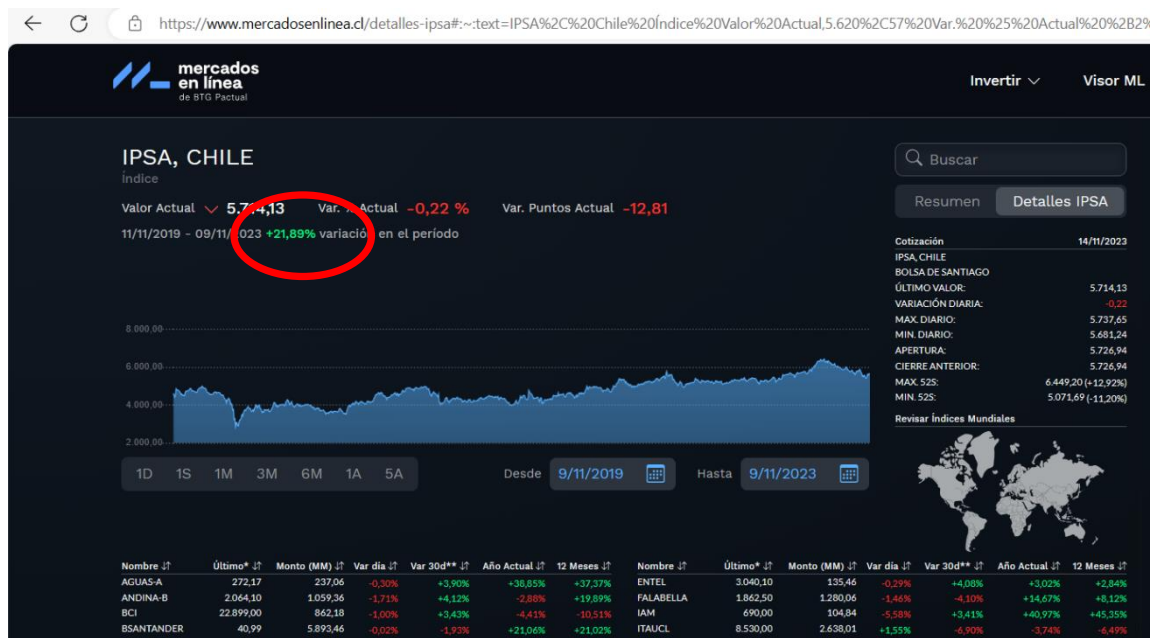 https://www.mercadosenlinea.cl/detalles-ipsa#:~:text=IPSA%2C%20Chile%20Índice%20Valor%20Actual,5.620%2C57%20Var.%20%25%20Actual%20%2B2%
mercados
en línea
de BTG Pactual
Invertir
Visor ML
IPSA, CHILE
Índice
Valor Actual 5.714,13 Var. % Actual -0,22 % Var. Puntos Actual -12,81
11/11/2019 - 09/11/2023 +21,89% variación en el período
8.000,00
6.000,00
4.000,00
2.000,00
1D 1S 1M 3M 6M 1A 5A
Desde 9/11/2019 Hasta 9/11/2023
Buscar
Resumen Detalles IPSA
Cotización 14/11/2023
IPSA, CHILE
BOLSA DE SANTIAGO
ÚLTIMO VALOR: 5.714,13
VARIACIÓN DIARIA: -0,22
MAX. DIARIO: 5.737,65
MIN. DIARIO: 5.681,24
APERTURA: 5.726,94
CIERRE ANTERIOR: 5.726,94
MAX. 52S: 6.449,20 (+12,92%)
MIN. 52S: 5.071,69 (-11,20%)
Revisar Índices Mundiales
Nombre Último* Monto (MM) Var día Var 30d** Año Actual 12 Meses
AGUAS-A 272,17 237,06 -0,30% +3,90% +38,85% +37,37%
ANDINA-B 2.064,10 1.059,36 -1,71% +4,12% -2,88% +19,89%
BCI 22.899,00 862,18 -1,00% +3,43% -4,41% -10,51%
BSANTANDER 40,99 5.893,46 -0,02% -1,93% +21,06% +21,02%
Nombre Último* Monto (MM) Var día Var 30d** Año Actual 12 Meses
ENTEL 3.040,10 135,46 -0,29% +4,08% +3,02% +2,84%
FALABELLA 1.862,50 1.280,06 -1,46% -4,10% +14,67% +8,12%
IAM 690,00 104,84 -5,58% +3,41% +40,97% +45,35%
ITAUCL 8.530,00 2.638,01 +1,55% -6,90% -3,74% -6,49%